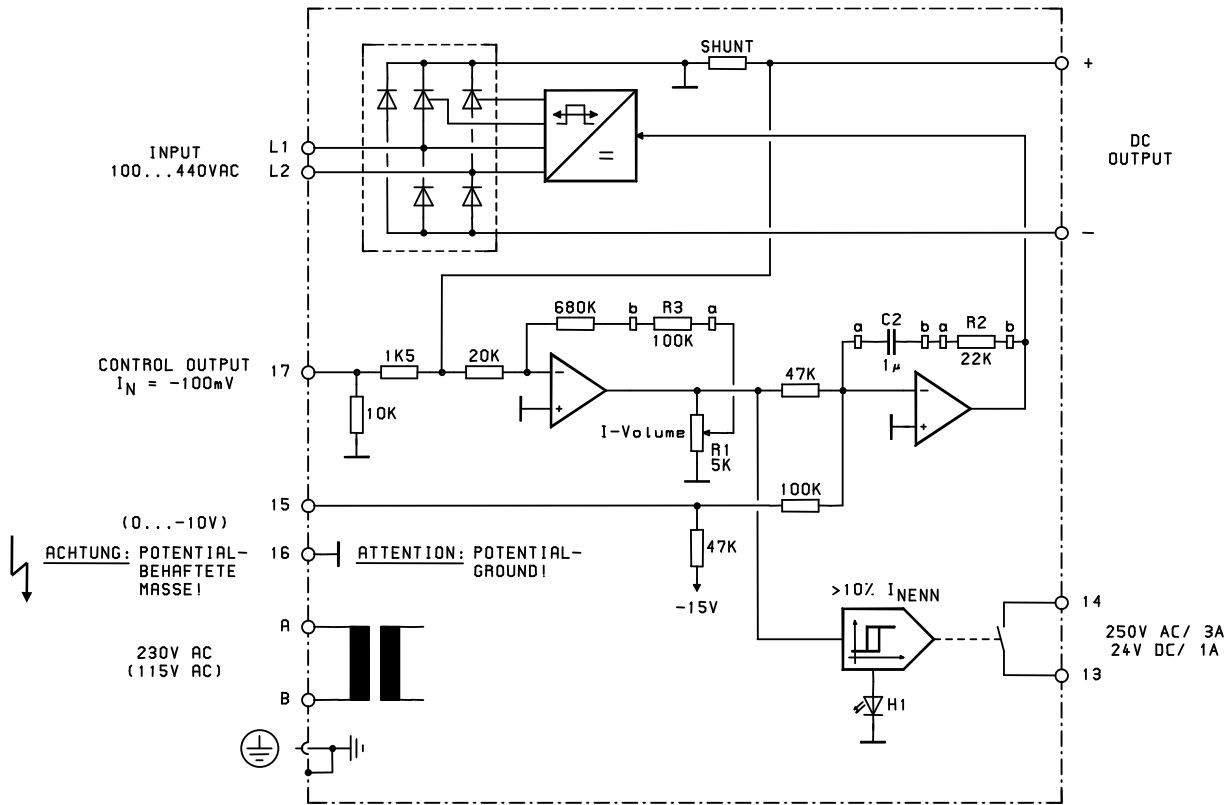 SHUNT
+
INPUT
100...440VAC
L1
L2
=
DC
OUTPUT
−
680K
b
R3
a
100K
CONTROL OUTPUT
I_N = -100mV
17
1K5
20K
10K
−
+
I-Volume
R1
5K
47K
a
C2
b
a
R2
b
1µ
22K
−
+
15
100K
(0...-10V)
47K
-15V
ACHTUNG: POTENTIAL-
BEHAFTETE
MASSE!
16
ATTENTION: POTENTIAL-
GROUND!
>10% I_NENN
14
250V AC/ 3A
24V DC/ 1A
13
H1
A
230V AC
(115V AC)
B